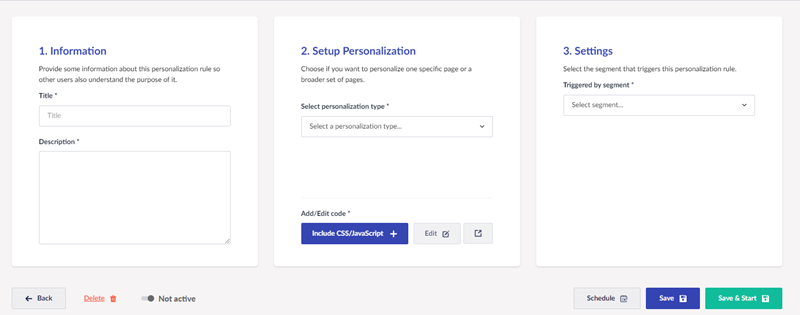 1. Information
Provide some information about this personalization rule so
other users also understand the purpose of it.
Title *
Title
Description *
2. Setup Personalization
Choose if you want to personalize one specific page or a
broader set of pages.
Select personalization type *
Select a personalization type...
Add/Edit code *
Include CSS/JavaScript
Edit
3. Settings
Select the segment that triggers this personalization rule.
Triggered by segment *
Select segment...
Back
Delete
Not active
Schedule
Save
Save & Start